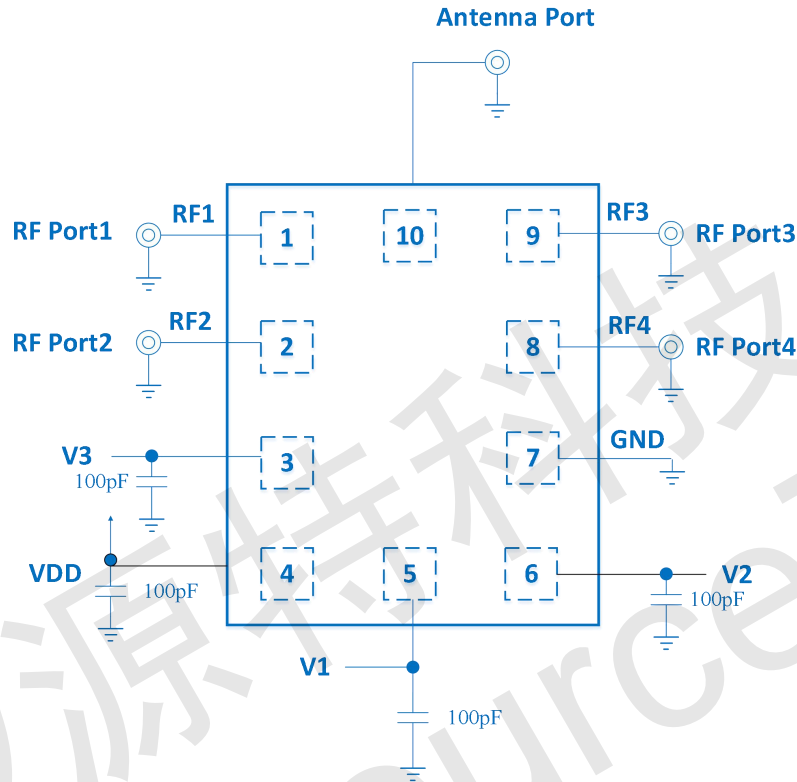 Antenna Port
RF Port1
RF1
1
10
9
RF3
RF Port3
RF Port2
RF2
2
8
RF4
RF Port4
V3
100pF
3
7
GND
VDD
100pF
4
5
6
V2
100pF
V1
100pF
源特科技
ource